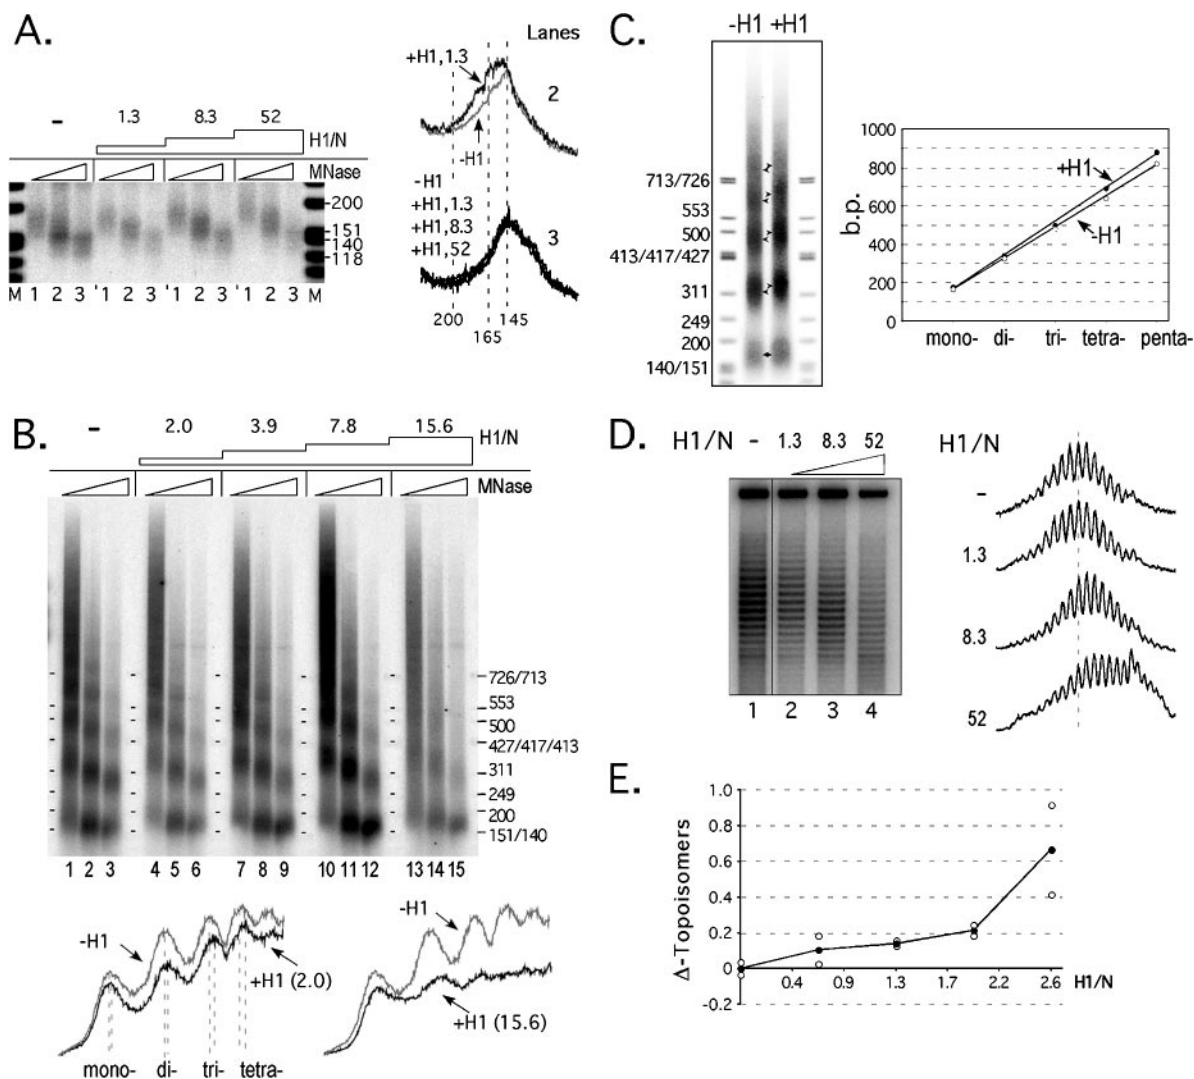 A.
Lanes
- 1.3 8.3 52
H1/N
MNase
200
151
140
118
M 1 2 3 1 2 3 1 2 3 1 2 3 M
+H1,1.3
2
-H1
-H1
+H1,1.3
+H1,8.3
+H1,52
3
200 145
165
C.
-H1 +H1
713/726
553
500
413/417/427
311
249
200
140/151
b.p.
1000
800
600
400
200
0
+H1
-H1
mono- di- tri- tetra- penta-
B.
- 2.0 3.9 7.8 15.6
H1/N
MNase
726/713
553
500
427/417/413
311
249
200
151/140
1 2 3 4 5 6 7 8 9 10 11 12 13 14 15
-H1
+H1 (2.0)
mono- di- tri- tetra-
-H1
+H1 (15.6)
D.
H1/N - 1.3 8.3 52
1 2 3 4
H1/N
-
1.3
8.3
52
E.
Δ-Topoisomers
1.0
0.8
0.6
0.4
0.2
0
-0.2
0.4 0.9 1.3 1.7 2.2 2.6 H1/N